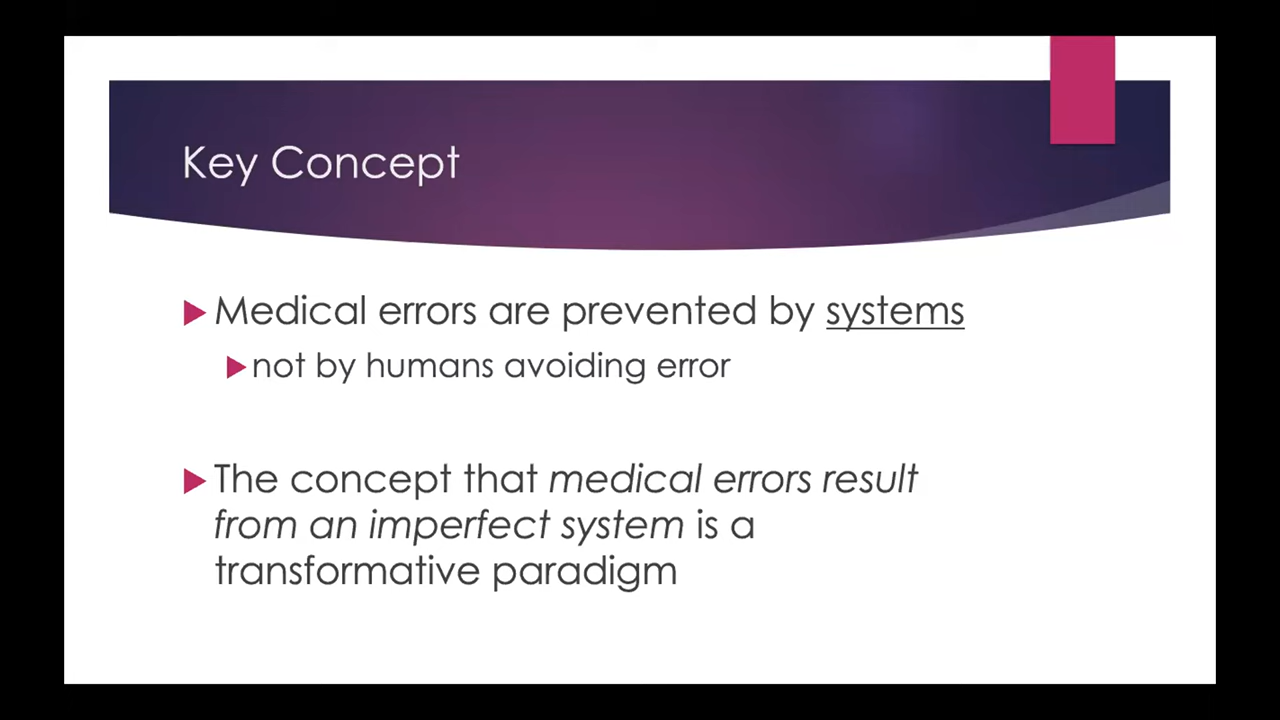 Key Concept
Medical errors are prevented by systems
not by humans avoiding error
The concept that medical errors result
from an imperfect system is a
transformative paradigm